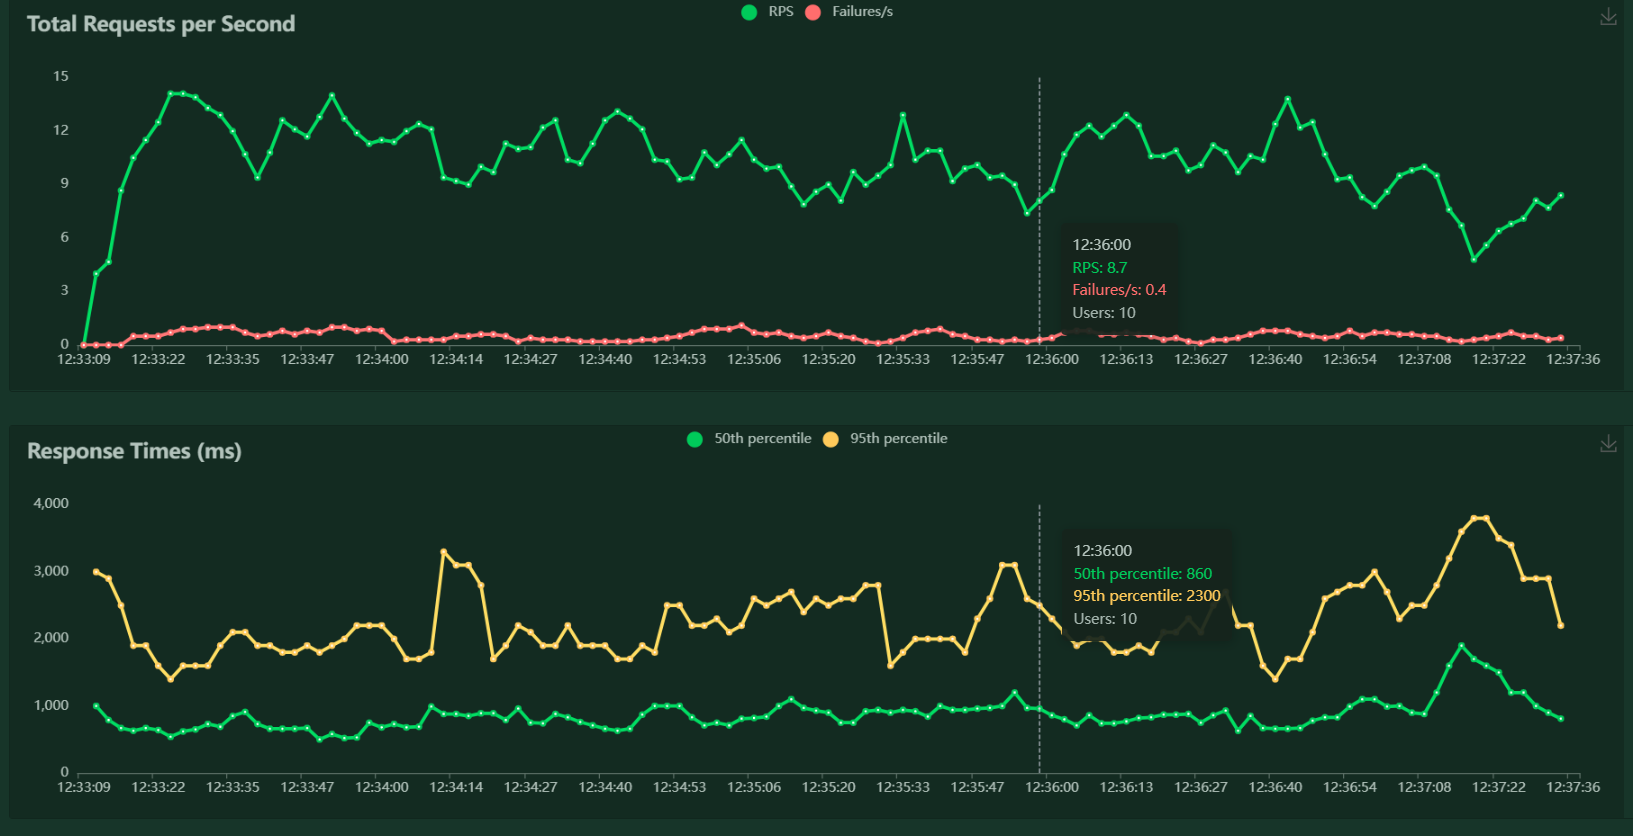 Total Requests per Second
RPS Failures/s
15
12
9
6
3
0
12:36:00
RPS: 8.7
Failures/s: 0.4
Users: 10
12:33:09 12:33:22 12:33:35 12:33:47 12:34:00 12:34:14 12:34:27 12:34:40 12:34:53 12:35:06 12:35:20 12:35:33 12:35:47 12:36:00 12:36:13 12:36:27 12:36:40 12:36:54 12:37:08 12:37:22 12:37:36
Response Times (ms)
50th percentile 95th percentile
4,000
3,000
2,000
1,000
0
12:36:00
50th percentile: 860
95th percentile: 2300
Users: 10
12:33:09 12:33:22 12:33:35 12:33:47 12:34:00 12:34:14 12:34:27 12:34:40 12:34:53 12:35:06 12:35:20 12:35:33 12:35:47 12:36:00 12:36:13 12:36:27 12:36:40 12:36:54 12:37:08 12:37:22 12:37:36